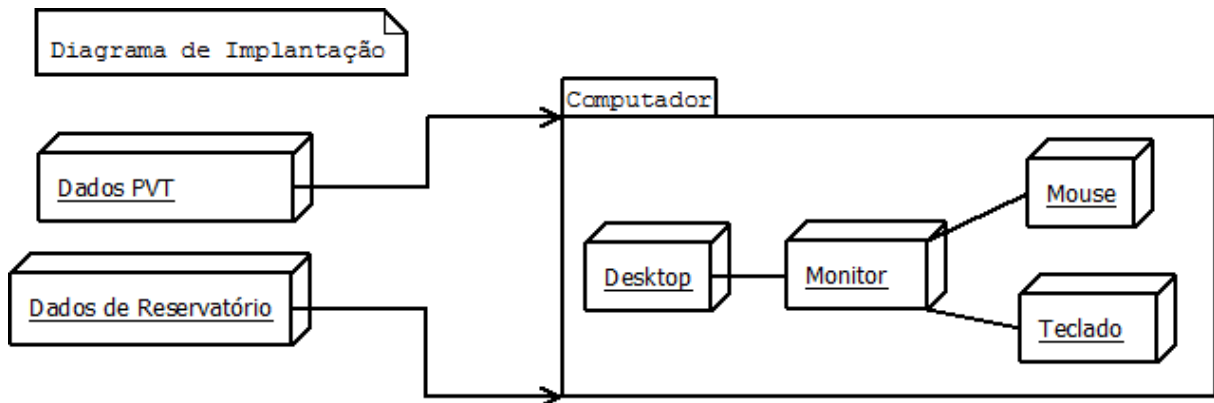 Diagrama de Implantação
Computador
Dados PVT
Mouse
Desktop
Monitor
Dados de Reservatório
Teclado